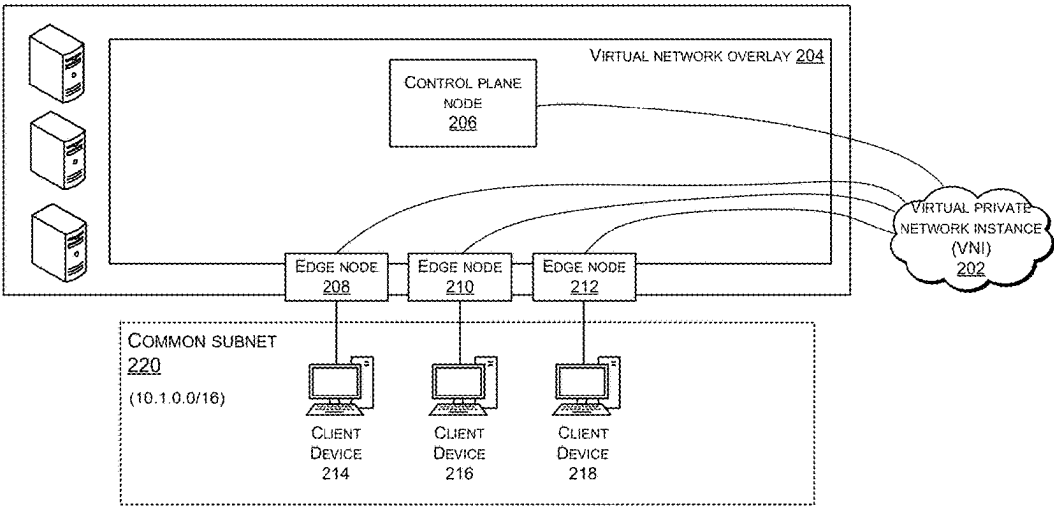 VIRTUAL NETWORK OVERLAY 204
CONTROL PLANE
NODE
206
VIRTUAL PRIVATE
NETWORK INSTANCE
(VNI)
202
EDGE NODE
208
EDGE NODE
210
EDGE NODE
212
COMMON SUBNET
220
(10.1.0.0/16)
CLIENT
DEVICE
214
CLIENT
DEVICE
216
CLIENT
DEVICE
218